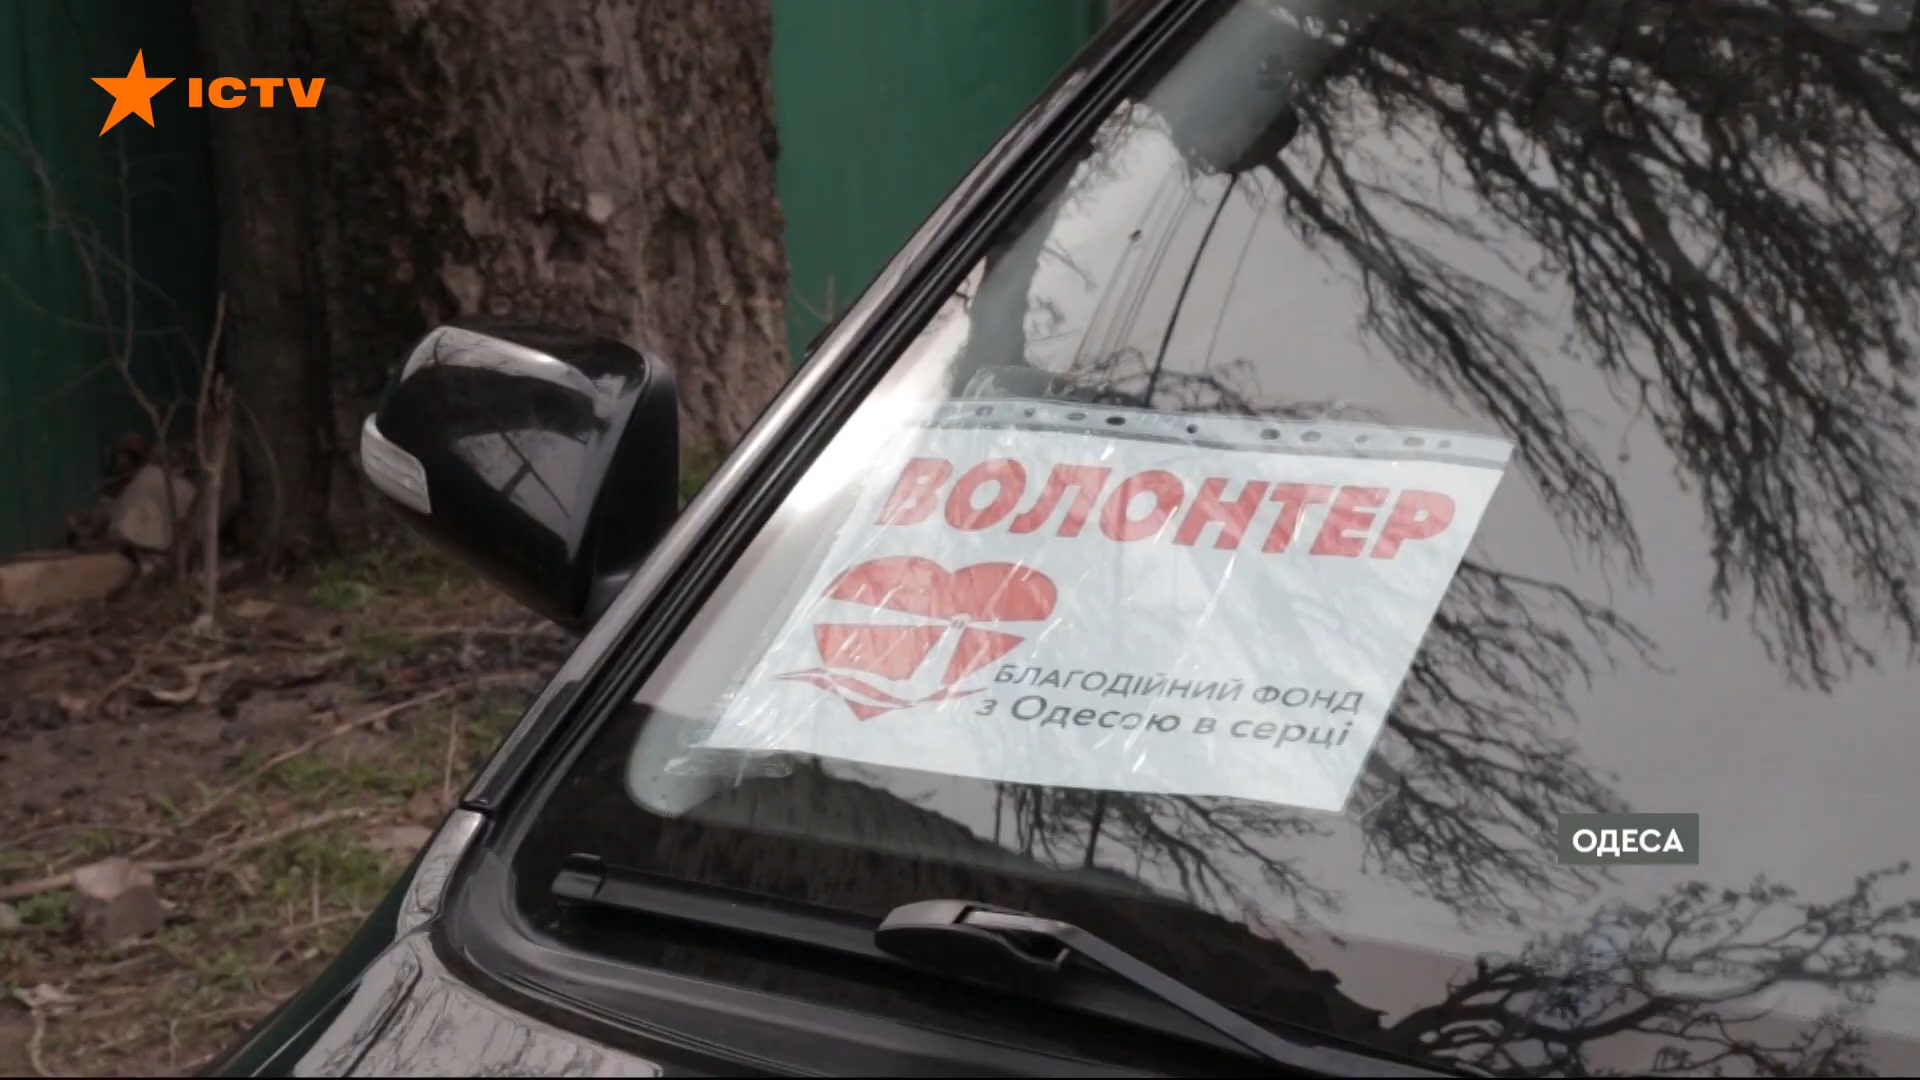 ICTV
ВОЛОНТЕР
БЛАГОДІЙНИЙ ФОНД
з Одесою в серці
ОДЕСА